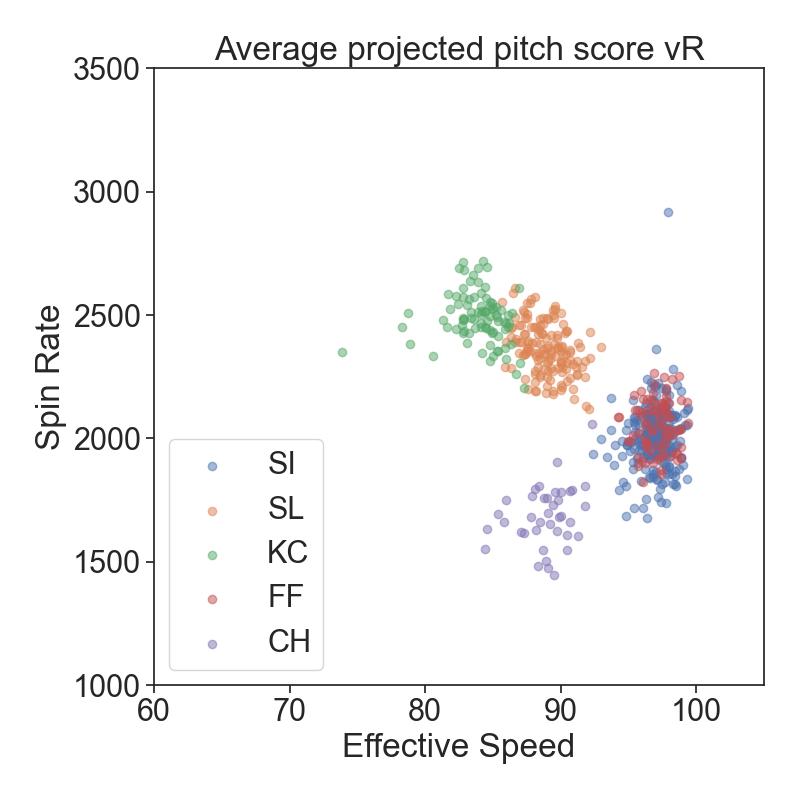 Average projected pitch score vR
3500
3000
2500
2000
1500
1000
Spin Rate
SI
SL
KC
FF
CH
60 70 80 90 100
Effective Speed